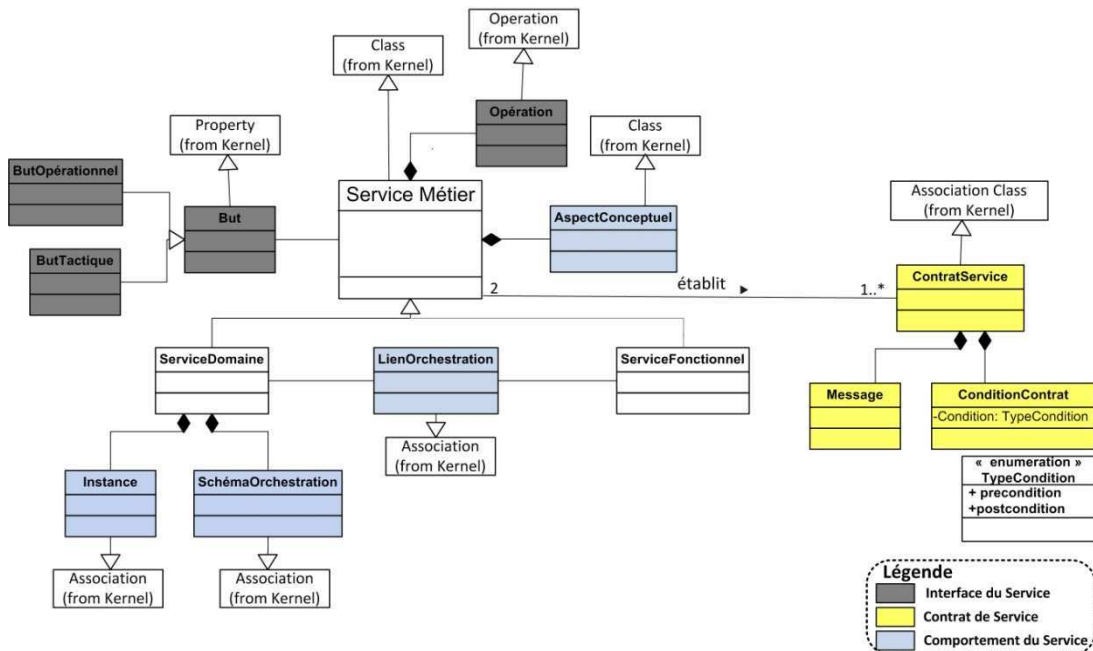 Operation
(from Kernel)
Class
(from Kernel)
Opération
Property
(from Kernel)
Class
(from Kernel)
ButOpérationnel
Service Métier
Association Class
(from Kernel)
But
AspectConceptuel
ButTactique
ContratService
établit
2
1..*
ServiceDomaine
LienOrchestration
ServiceFonctionnel
Message
ConditionContrat
-Condition: TypeCondition
Association
(from Kernel)
« enumeration »
TypeCondition
+ precondition
+postcondition
Instance
SchémaOrchestration
Association
(from Kernel)
Association
(from Kernel)
Légende
Interface du Service
Contrat de Service
Comportement du Service